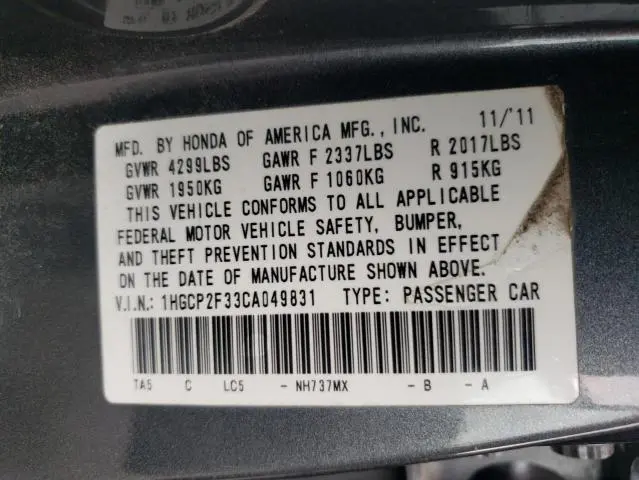 MFD. BY HONDA OF AMERICA MFG., INC. 11/'11
GVWR 4299LBS GAWR F 2337LBS R 2017LBS
GVWR 1950KG GAWR F 1060KG R 915KG
THIS VEHICLE CONFORMS TO ALL APPLICABLE
FEDERAL MOTOR VEHICLE SAFETY, BUMPER,
AND THEFT PREVENTION STANDARDS IN EFFECT
ON THE DATE OF MANUFACTURE SHOWN ABOVE.
V.I.N.: 1HGCP2F33CA049831 TYPE: PASSENGER CAR
TA5 C LC5 - NH737MX - B - A